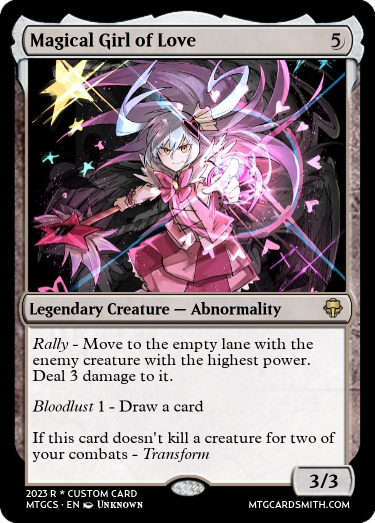 Magical Girl of Love 5
Legendary Creature — Abnormality
Rally - Move to the empty lane with the
enemy creature with the highest power.
Deal 3 damage to it.
Bloodlust 1 - Draw a card
If this card doesn't kill a creature for two of
your combats - Transform
3/3
2023 R * CUSTOM CARD
MTGCS · EN Unknown
MTGCARDSMITH.COM